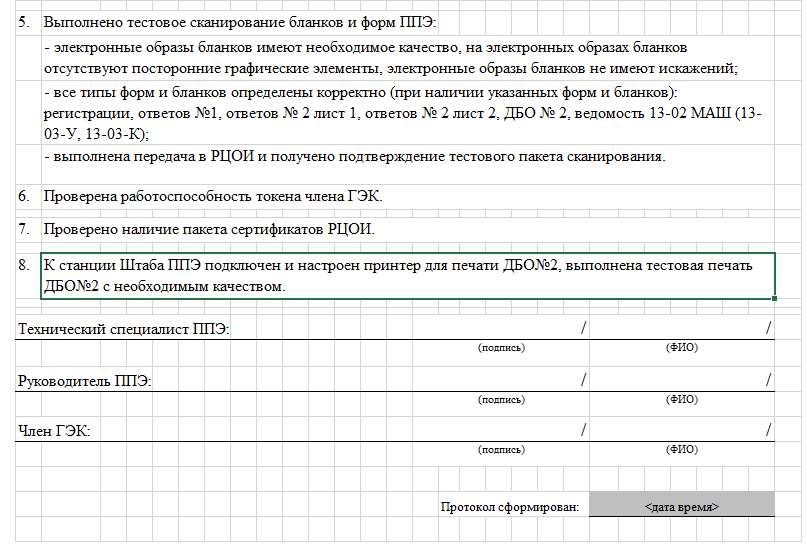 5. Выполнено тестовое сканирование бланков и форм ППЭ:
- электронные образы бланков имеют необходимое качество, на электронных образах бланков
отсутствуют посторонние графические элементы, электронные образы бланков не имеют искажений;
- все типы форм и бланков определены корректно (при наличии указанных форм и бланков):
регистрации, ответов №1, ответов № 2 лист 1, ответов № 2 лист 2, ДБО № 2, ведомость 13-02 МАШ (13-
03-У, 13-03-К);
- выполнена передача в РЦОИ и получено подтверждение тестового пакета сканирования.
6. Проверена работоспособность токена члена ГЭК.
7. Проверено наличие пакета сертификатов РЦОИ.
8. К станции Штаба ППЭ подключен и настроен принтер для печати ДБО№2, выполнена тестовая печать
ДБО№2 с необходимым качеством.
Технический специалист ППЭ: / /
(подпись) (ФИО)
Руководитель ППЭ: / /
(подпись) (ФИО)
Член ГЭК: / /
(подпись) (ФИО)
Протокол сформирован: <дата время>